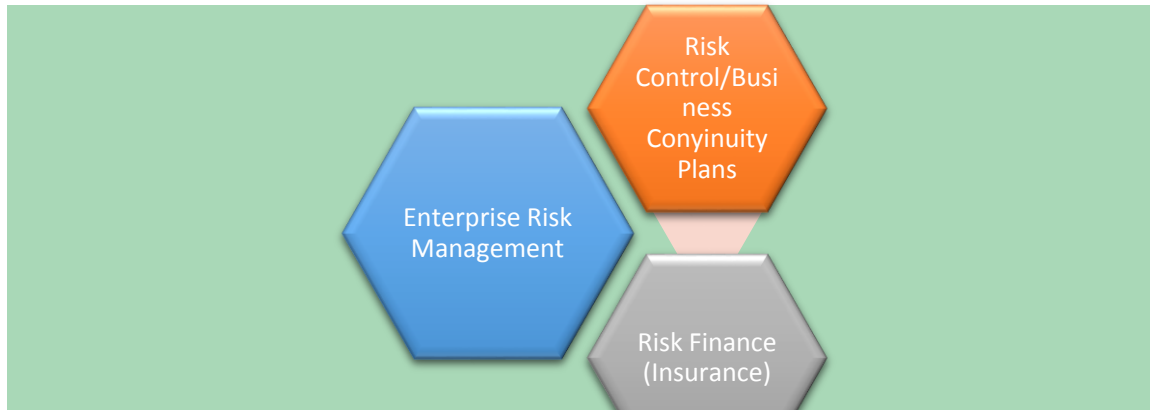 Enterprise Risk
Management
Risk
Control/Busi
ness
Conyinuity
Plans
Risk Finance
(Insurance)